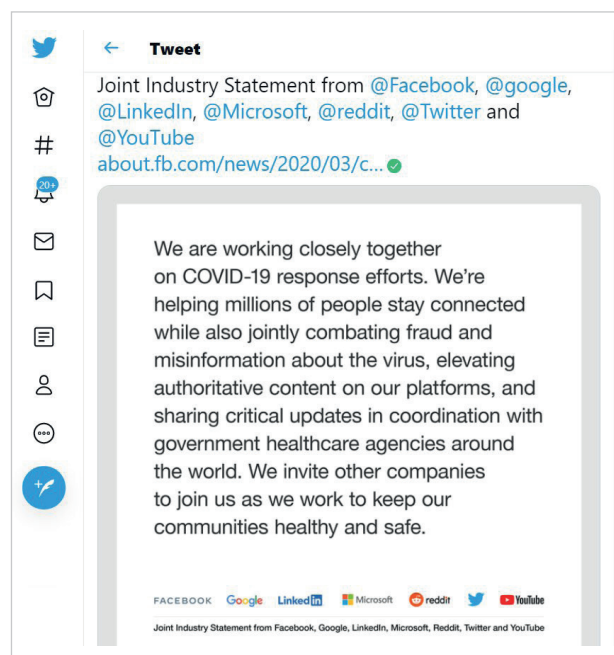 Tweet
Joint Industry Statement from @Facebook, @google,
@LinkedIn, @Microsoft, @reddit, @Twitter and
@YouTube
about.fb.com/news/2020/03/c...
20+
We are working closely together
on COVID-19 response efforts. We're
helping millions of people stay connected
while also jointly combating fraud and
misinformation about the virus, elevating
authoritative content on our platforms, and
sharing critical updates in coordination with
government healthcare agencies around
the world. We invite other companies
to join us as we work to keep our
communities healthy and safe.
FACEBOOK Google Linkedin Microsoft reddit YouTube
Joint Industry Statement from Facebook, Google, LinkedIn, Microsoft, Reddit, Twitter and YouTube